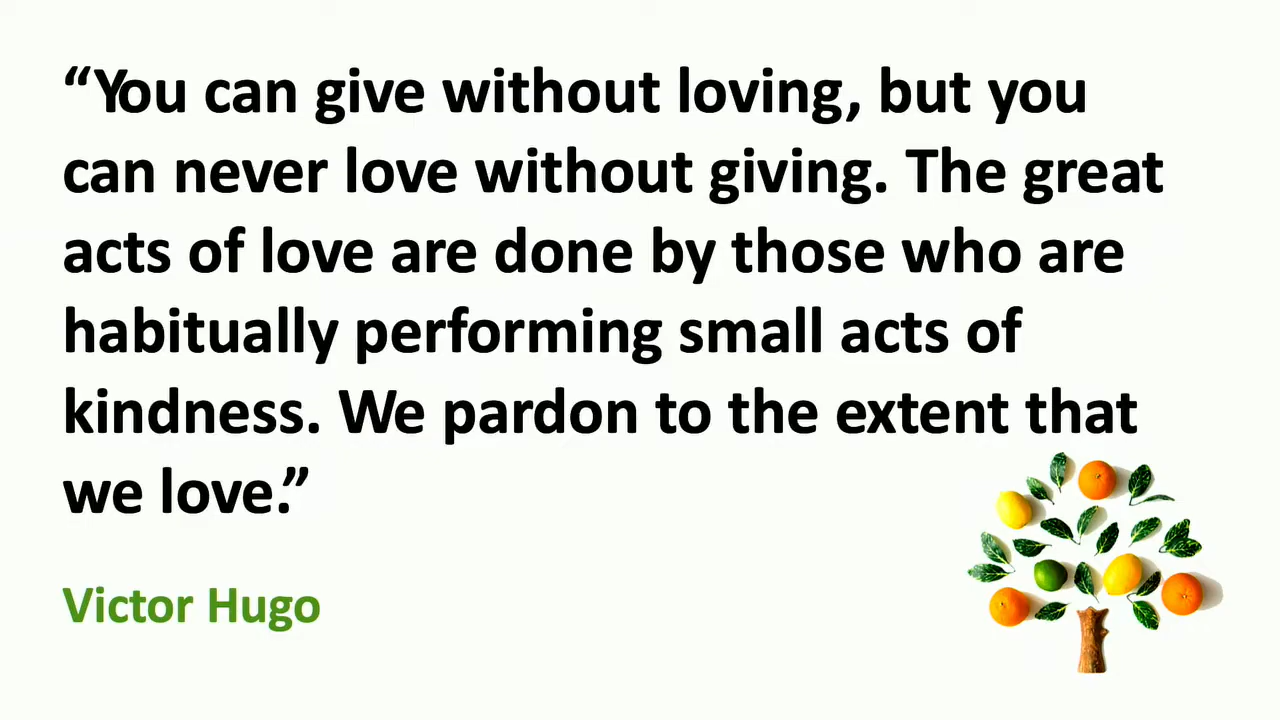 “You can give without loving, but you
can never love without giving. The great
acts of love are done by those who are
habitually performing small acts of
kindness. We pardon to the extent that
we love.”
Victor Hugo